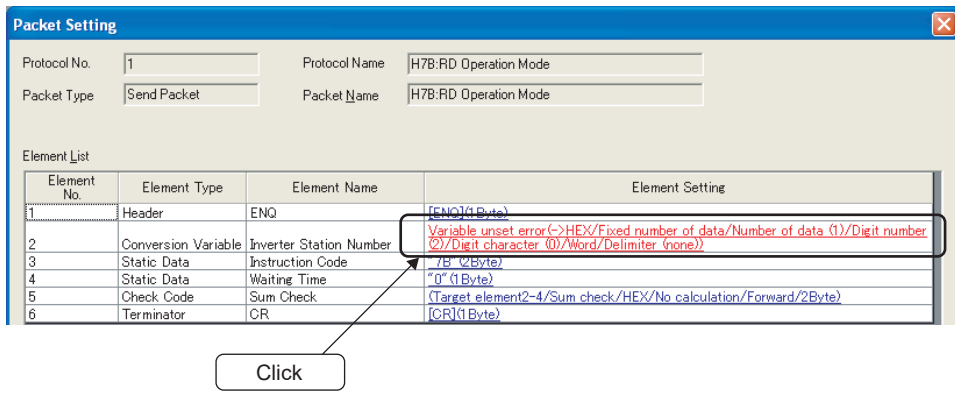 Packet Setting
Protocol No. 1 Protocol Name H7B:RD Operation Mode
Packet Type Send Packet Packet Name H7B:RD Operation Mode
Element List
Element No. Element Type Element Name Element Setting
1 Header ENQ [ENQ](1Byte)
2 Conversion Variable Inverter Station Number Variable unset error(->HEX/Fixed number of data/Number of data (1)/Digit number
(2)/Digit character (0)/Word/Delimiter (none))
3 Static Data Instruction Code "7B"(2Byte)
4 Static Data Waiting Time "0"(1Byte)
5 Check Code Sum Check (Target element2-4/Sum check/HEX/No calculation/Forward/2Byte)
6 Terminator CR [CR](1Byte)
Click